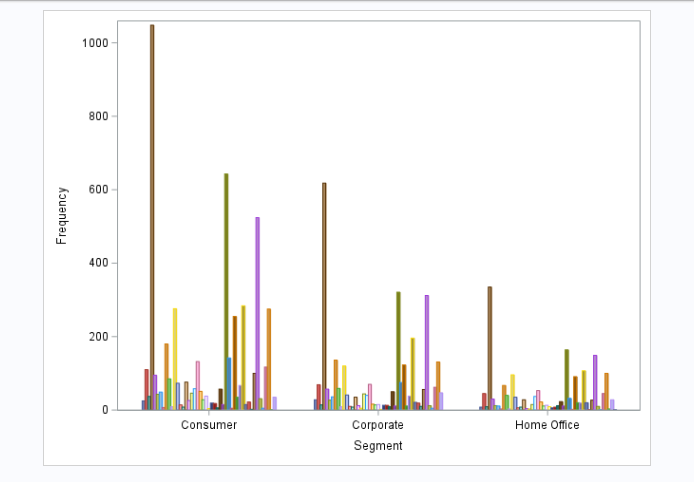 1000
800
600
400
200
0
Frequency
Consumer
Corporate
Home Office
Segment